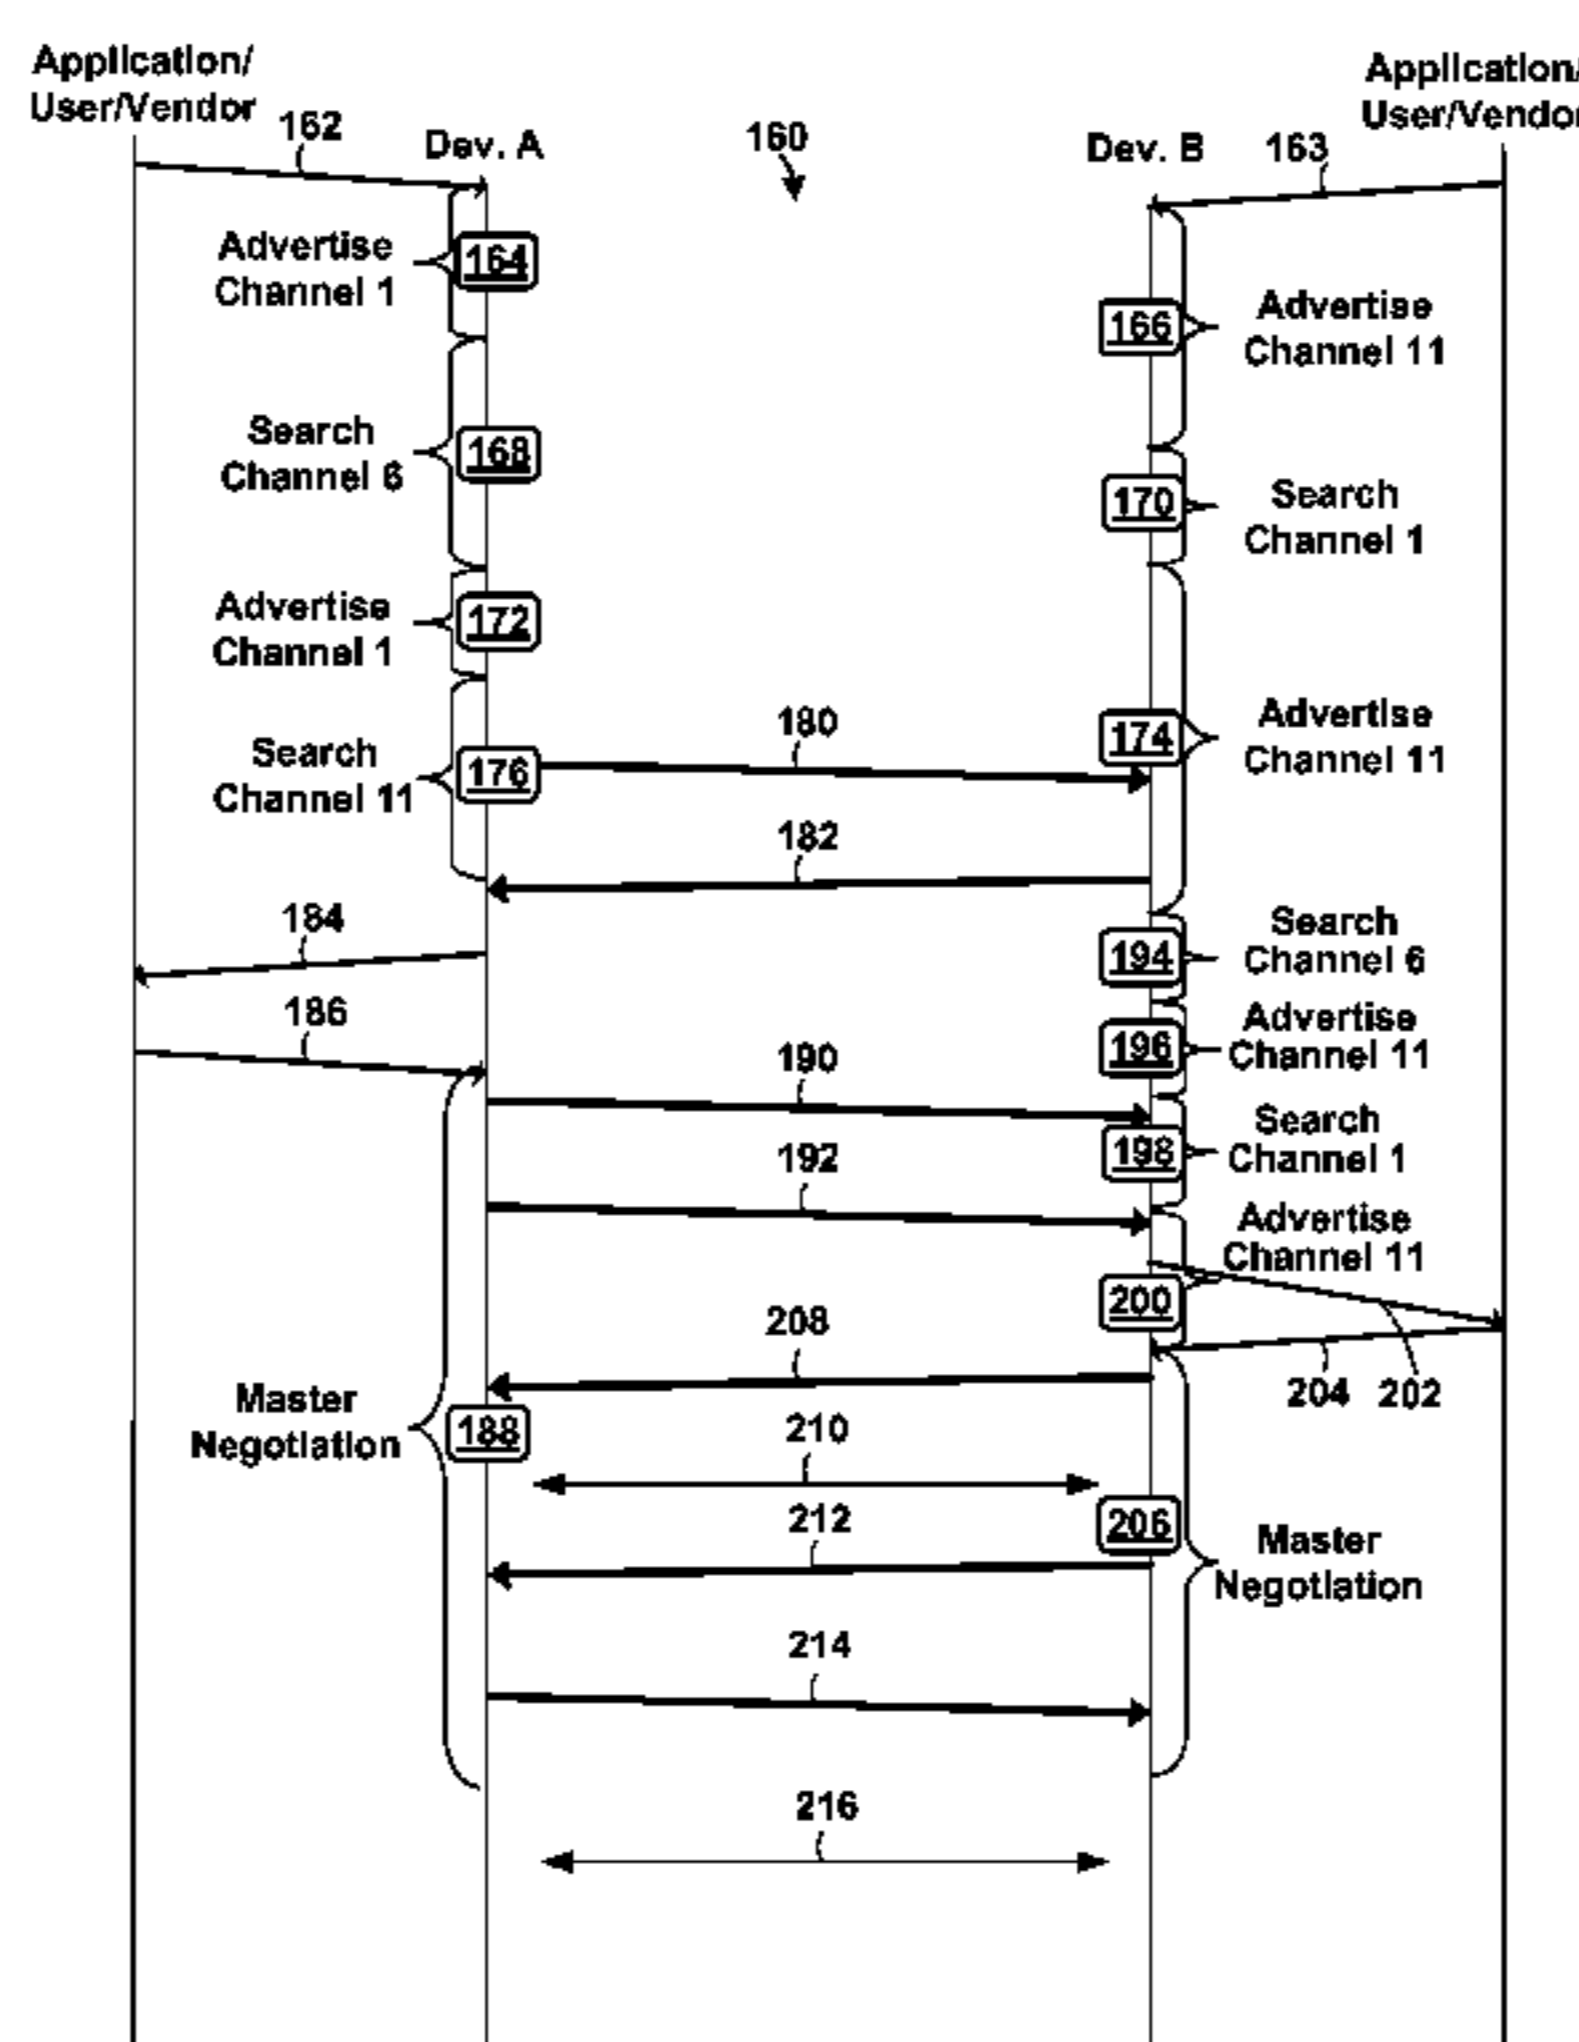 Application/
User/Vendor
162
Dev. A
160
Dev. B
163
Application/
User/Vendor
Advertise
Channel 1
164
166
Advertise
Channel 11
Search
Channel 6
168
170
Search
Channel 1
Advertise
Channel 1
172
180
174
Advertise
Channel 11
Search
Channel 11
176
182
184
194
Search
Channel 6
186
190
196
Advertise
Channel 11
192
198
Search
Channel 1
Advertise
Channel 11
200
208
204
202
Master
Negotiation
188
210
212
206
Master
Negotiation
214
216